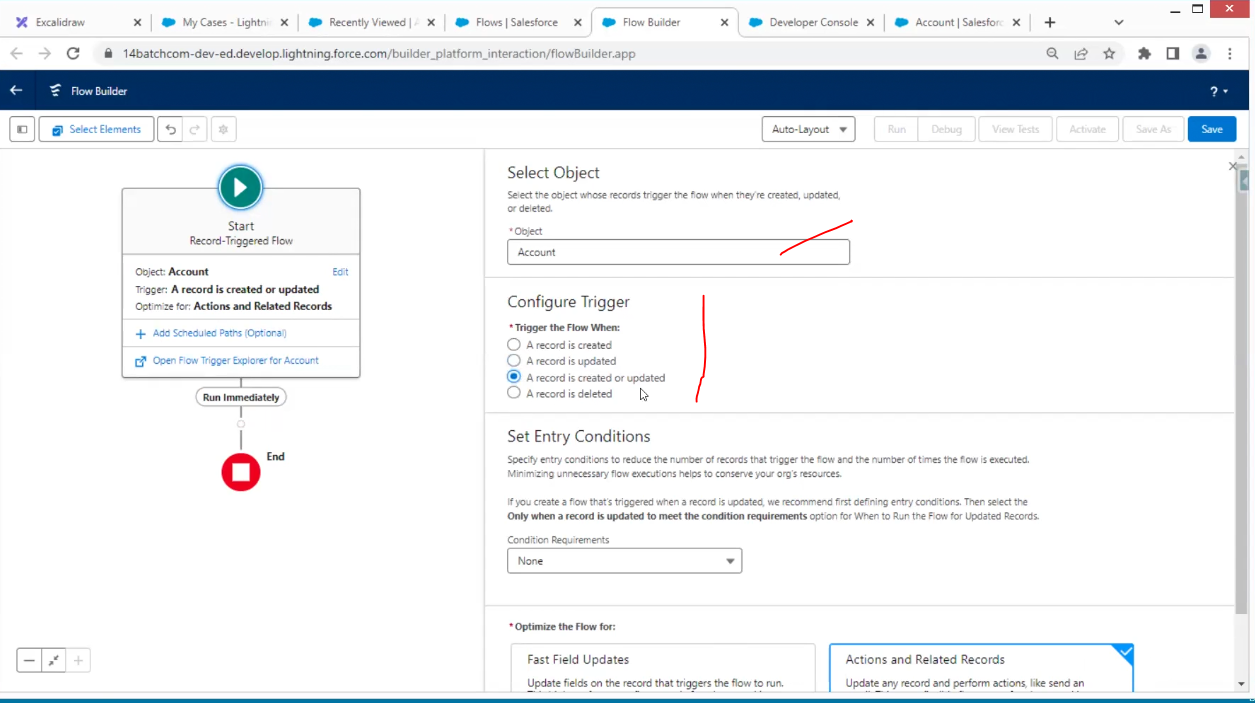 Excalidraw
My Cases - Lightni
Recently Viewed | A
Flows | Salesforce
Flow Builder
Developer Console
Account | Salesforc
14batchcom-dev-ed.develop.lightning.force.com/builder_platform_interaction/flowBuilder.app
Flow Builder
?
Select Elements
Auto-Layout
Run
Debug
View Tests
Activate
Save As
Save
Start
Record-Triggered Flow
Object: Account
Edit
Trigger: A record is created or updated
Optimize for: Actions and Related Records
Add Scheduled Paths (Optional)
Open Flow Trigger Explorer for Account
Run Immediately
End
Select Object
Select the object whose records trigger the flow when they're created, updated,
or deleted.
*Object
Account
Configure Trigger
*Trigger the Flow When:
A record is created
A record is updated
A record is created or updated
A record is deleted
Set Entry Conditions
Specify entry conditions to reduce the number of records that trigger the flow and the number of times the flow is executed.
Minimizing unnecessary flow executions helps to conserve your org's resources.
If you create a flow that's triggered when a record is updated, we recommend first defining entry conditions. Then select the
Only when a record is updated to meet the condition requirements option for When to Run the Flow for Updated Records.
Condition Requirements
None
*Optimize the Flow for:
Fast Field Updates
Update fields on the record that triggers the flow to run.
Actions and Related Records
Update any record and perform actions, like send an